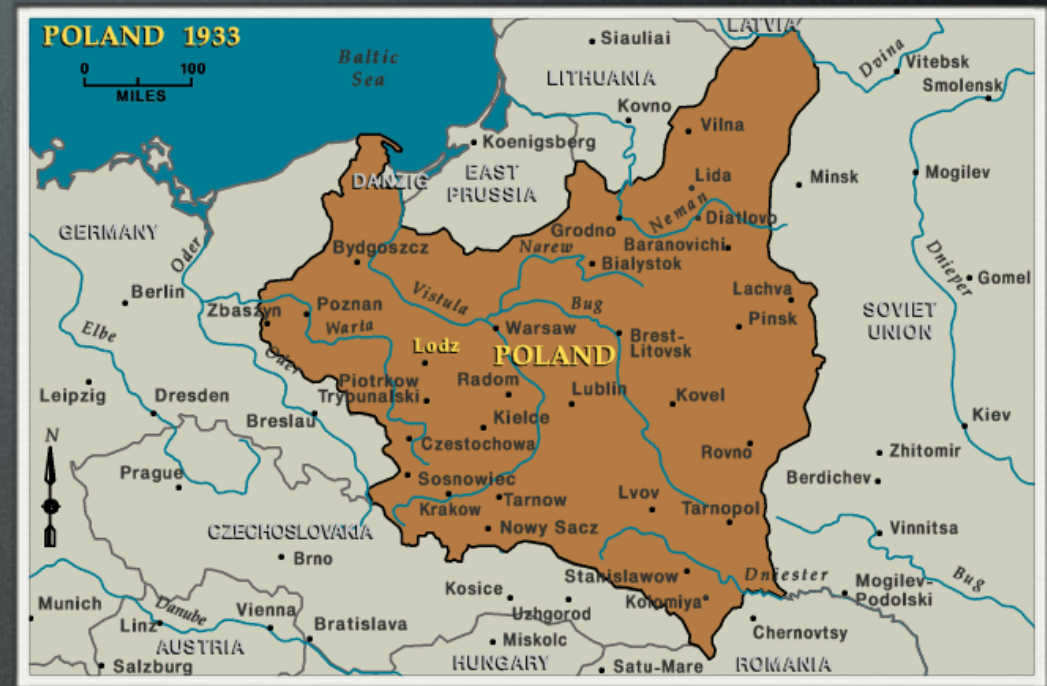 POLAND 1933
0 100
MILES
Baltic
Sea
LATVIA
Siauliai
LITHUANIA
Kovno
Dvina
Vitebsk
Smolensk
Koenigsberg
EAST
PRUSSIA
Vilna
DANZIG
Lida
Minsk
Mogilev
GERMANY
Oder
Grodno
Neman
Diatlovo
Bydgoszcz
Narew
Baranovichi
Bialystok
Dnieper
Gomel
Berlin
Zbaszyn
Poznan
Vistula
Bug
Lachva
Pinsk
SOVIET
UNION
Elbe
Warta
Warsaw
Brest-
Litovsk
Lodz
POLAND
Oder
Leipzig
Dresden
Piotrkow
Trybunalski
Radom
Lublin
Kovel
Breslau
Kielce
Kiev
N
Czestochowa
Rovno
Zhitomir
Prague
Sosnowiec
Berdichev
Krakow
Tarnow
Lvov
Tarnopol
CZECHOSLOVAKIA
Nowy Sacz
Vinnitsa
Brno
Stanislawow
Dniester
Bug
Kosice
Kolomiya
Mogilev-
Podolski
Munich
Danube
Vienna
Uzhgorod
Linz
Bratislava
Chernovtsy
AUSTRIA
Miskolc
Salzburg
HUNGARY
Satu-Mare
ROMANIA